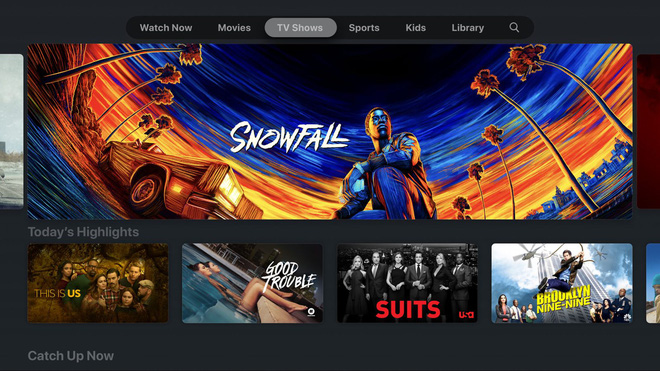 Watch Now
Movies
TV Shows
Sports
Kids
Library
SNOWFALL
Today's Highlights
THIS IS US
GOOD
TROUBLE
SUITS
USA
BROOKLYN
NINE-NINE
Catch Up Now